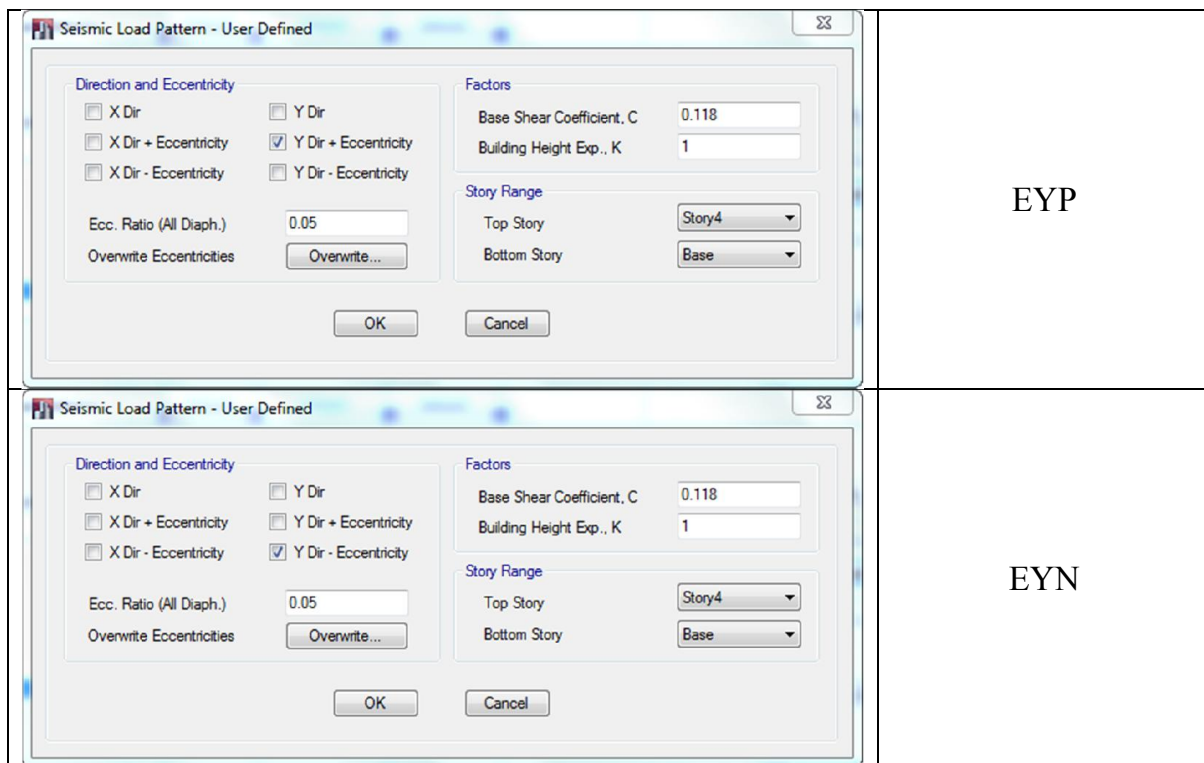 Seismic Load Pattern - User Defined
Direction and Eccentricity
X Dir
Y Dir
X Dir + Eccentricity
Y Dir + Eccentricity
X Dir - Eccentricity
Y Dir - Eccentricity
Ecc. Ratio (All Diaph.) 0.05
Overwrite Eccentricities Overwrite...
Factors
Base Shear Coefficient, C 0.118
Building Height Exp., K 1
Story Range
Top Story Story4
Bottom Story Base
OK Cancel
EYP
Seismic Load Pattern - User Defined
Direction and Eccentricity
X Dir
Y Dir
X Dir + Eccentricity
Y Dir + Eccentricity
X Dir - Eccentricity
Y Dir - Eccentricity
Ecc. Ratio (All Diaph.) 0.05
Overwrite Eccentricities Overwrite...
Factors
Base Shear Coefficient, C 0.118
Building Height Exp., K 1
Story Range
Top Story Story4
Bottom Story Base
OK Cancel
EYN